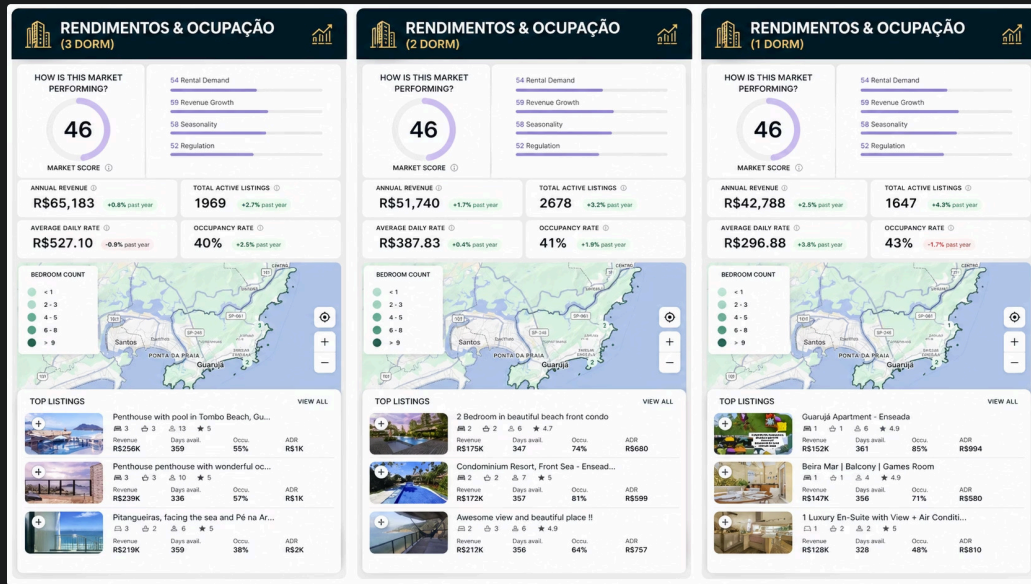 RENDIMENTOS & OCUPAÇÃO
(3 DORM)
HOW IS THIS MARKET
PERFORMING?
46
MARKET SCORE
54 Rental Demand
59 Revenue Growth
58 Seasonality
52 Regulation
ANNUAL REVENUE
R$65,183 +0.8% past year
TOTAL ACTIVE LISTINGS
1969 +2.7% past year
AVERAGE DAILY RATE
R$527.10 -0.9% past year
OCCUPANCY RATE
40% +2.5% past year
BEDROOM COUNT
< 1
2 - 3
4 - 5
6 - 8
> 9
CENTRO
SP-061
SP-248
101
Santos
PONTA DA PRAIA
Guarujá
TOP LISTINGS
VIEW ALL
Penthouse with pool in Tombo Beach, Gu...
3 3 13 ★ 5
Revenue Days avail. Occu. ADR
R$256K 359 55% R$1K
Penthouse penthouse with wonderful oc...
3 3 10 ★ 5
Revenue Days avail. Occu. ADR
R$239K 336 57% R$1K
Pitangueiras, facing the sea and Pé na Ar...
3 2 6 ★ 5
Revenue Days avail. Occu. ADR
R$219K 359 38% R$2K
RENDIMENTOS & OCUPAÇÃO
(2 DORM)
HOW IS THIS MARKET
PERFORMING?
46
MARKET SCORE
54 Rental Demand
59 Revenue Growth
58 Seasonality
52 Regulation
ANNUAL REVENUE
R$51,740 +1.7% past year
TOTAL ACTIVE LISTINGS
2678 +3.2% past year
AVERAGE DAILY RATE
R$387.83 +0.4% past year
OCCUPANCY RATE
41% +1.9% past year
BEDROOM COUNT
< 1
2 - 3
4 - 5
6 - 8
> 9
CENTRO
SP-061
SP-248
101
Santos
PONTA DA PRAIA
Guarujá
TOP LISTINGS
VIEW ALL
2 Bedroom in beautiful beach front condo
2 2 6 ★ 4.7
Revenue Days avail. Occu. ADR
R$175K 347 74% R$680
Condominium Resort, Front Sea - Ensead...
2 2 7 ★ 5
Revenue Days avail. Occu. ADR
R$172K 357 81% R$599
Awesome view and beautiful place !!
2 3 6 ★ 4.9
Revenue Days avail. Occu. ADR
R$212K 356 64% R$757
RENDIMENTOS & OCUPAÇÃO
(1 DORM)
HOW IS THIS MARKET
PERFORMING?
46
MARKET SCORE
54 Rental Demand
59 Revenue Growth
58 Seasonality
52 Regulation
ANNUAL REVENUE
R$42,788 +2.5% past year
TOTAL ACTIVE LISTINGS
1647 +4.3% past year
AVERAGE DAILY RATE
R$296.88 +3.8% past year
OCCUPANCY RATE
43% -1.7% past year
BEDROOM COUNT
< 1
2 - 3
4 - 5
6 - 8
> 9
CENTRO
SP-061
SP-248
101
Santos
PONTA DA PRAIA
Guarujá
TOP LISTINGS
VIEW ALL
Guarujá Apartment - Enseada
1 1 6 ★ 4.9
Revenue Days avail. Occu. ADR
R$152K 361 85% R$994
Beira Mar | Balcony | Games Room
1 1 4 ★ 4.9
Revenue Days avail. Occu. ADR
R$147K 356 71% R$580
1 Luxury En-Suite with View + Air Conditi...
1 2 2 ★ 5
Revenue Days avail. Occu. ADR
R$128K 328 48% R$810